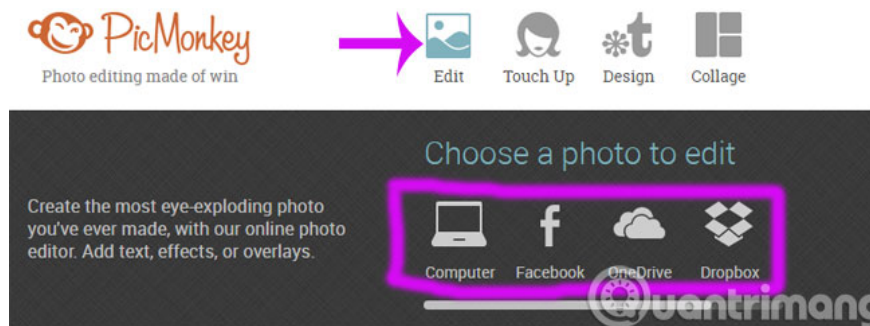 PicMonkey
Photo editing made of win
Edit
Touch Up
Design
Collage
Choose a photo to edit
Create the most eye-exploding photo
you've ever made, with our online photo
editor. Add text, effects, or overlays.
Computer
Facebook
OneDrive
Dropbox
Quantrimang